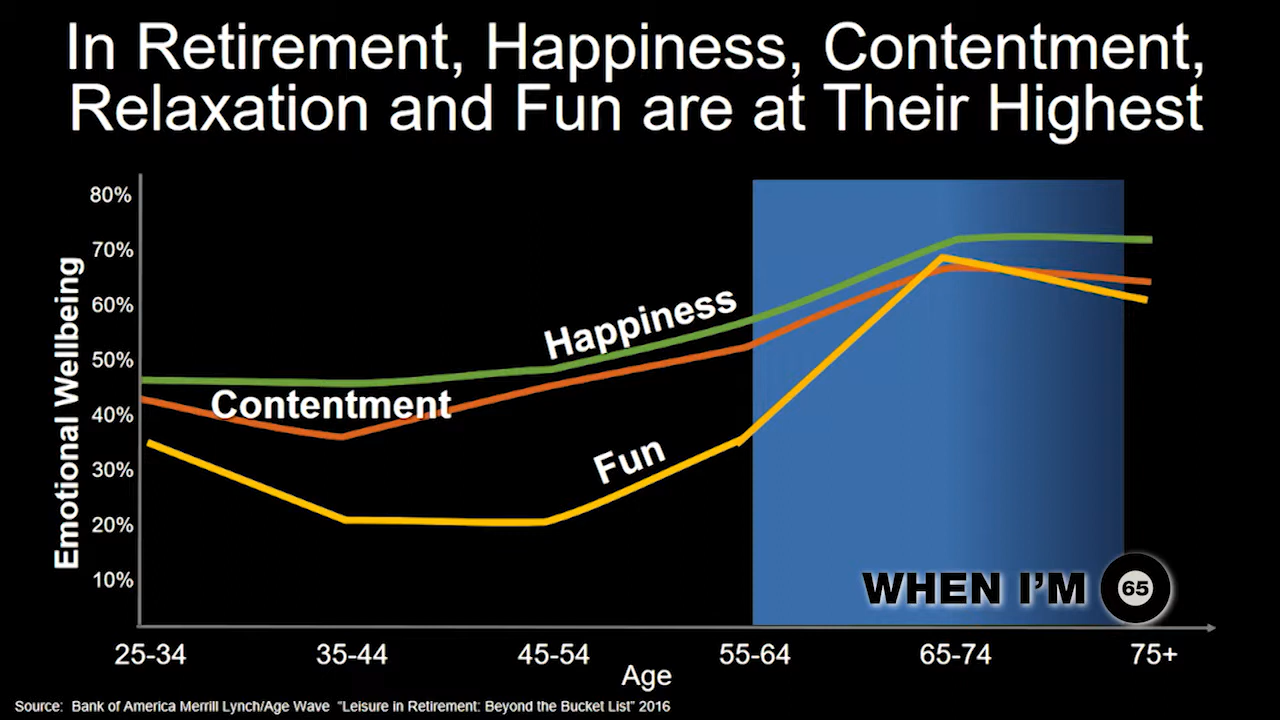 In Retirement, Happiness, Contentment,
Relaxation and Fun are at Their Highest
80%
70%
60%
50%
40%
30%
20%
10%
Emotional Wellbeing
Happiness
Contentment
Fun
WHEN I'M 65
25-34 35-44 45-54 55-64 65-74 75+
Age
Source: Bank of America Merrill Lynch/Age Wave "Leisure in Retirement: Beyond the Bucket List" 2016